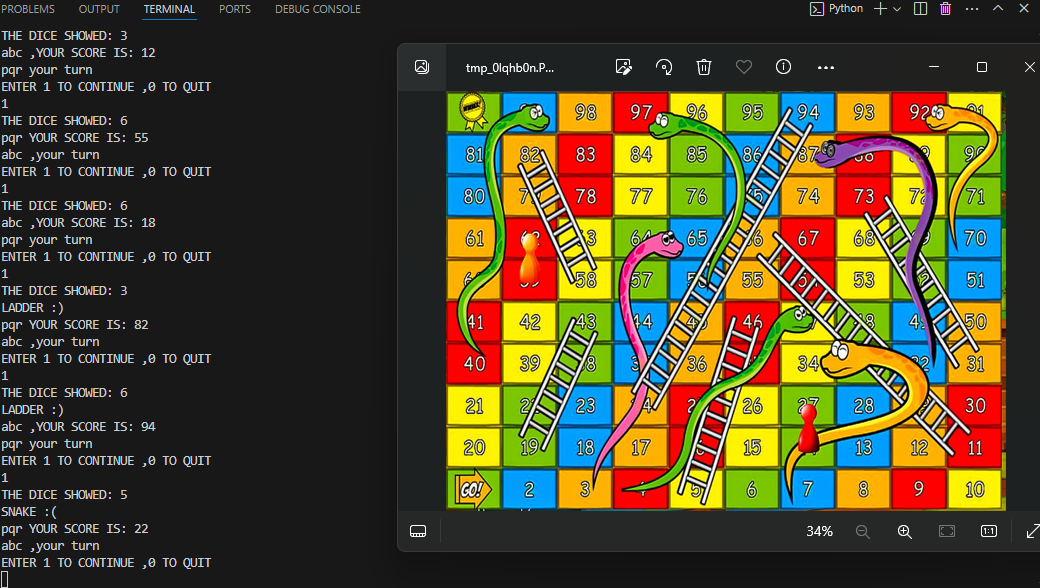 PROBLEMS OUTPUT TERMINAL PORTS DEBUG CONSOLE Python
THE DICE SHOWED: 3
abc ,YOUR SCORE IS: 12
pqr your turn
ENTER 1 TO CONTINUE ,0 TO QUIT
1
THE DICE SHOWED: 6
pqr YOUR SCORE IS: 55
abc ,your turn
ENTER 1 TO CONTINUE ,0 TO QUIT
1
THE DICE SHOWED: 6
abc ,YOUR SCORE IS: 18
pqr your turn
ENTER 1 TO CONTINUE ,0 TO QUIT
1
THE DICE SHOWED: 3
LADDER :)
pqr YOUR SCORE IS: 82
abc ,your turn
ENTER 1 TO CONTINUE ,0 TO QUIT
1
THE DICE SHOWED: 6
LADDER :)
abc ,YOUR SCORE IS: 94
pqr your turn
ENTER 1 TO CONTINUE ,0 TO QUIT
1
THE DICE SHOWED: 5
SNAKE :(
pqr YOUR SCORE IS: 22
abc ,your turn
ENTER 1 TO CONTINUE ,0 TO QUIT
tmp_0lqhb0n.P...
98 97 96 95 94 93 92 91
81 82 83 84 85 86 87 88 90
80 78 77 76 74 73 72 71
61 65 67 68 70
58 57 55 53 51
41 42 43 44 46 50
40 39 36 34 31
21 23 26 27 28 30
20 19 18 17 15 13 12 11
GO! 2 3 6 7 8 9 10
34% 1:1